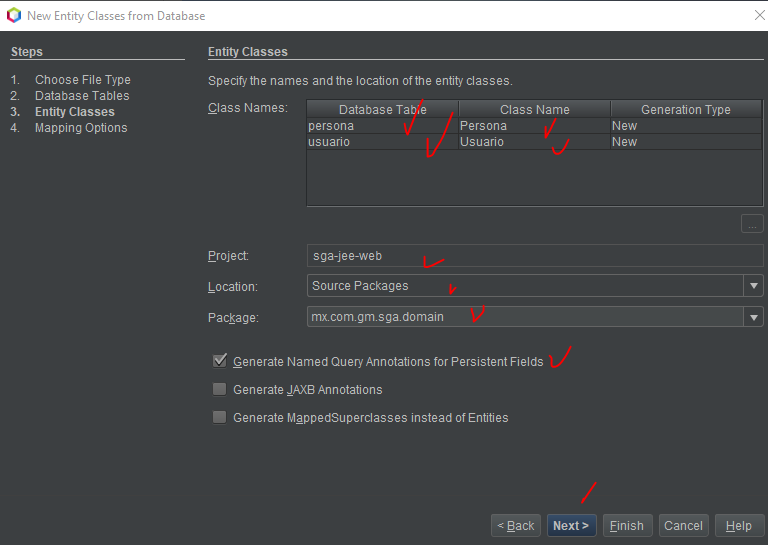 New Entity Classes from Database
Steps
1. Choose File Type
2. Database Tables
3. Entity Classes
4. Mapping Options
Entity Classes
Specify the names and the location of the entity classes.
Class Names:
Database Table Class Name Generation Type
persona Persona New
usuario Usuario New
...
Project: sga-jee-web
Location: Source Packages
Package: mx.com.gm.sga.domain
Generate Named Query Annotations for Persistent Fields
Generate JAXB Annotations
Generate MappedSuperclasses instead of Entities
< Back Next > Finish Cancel Help